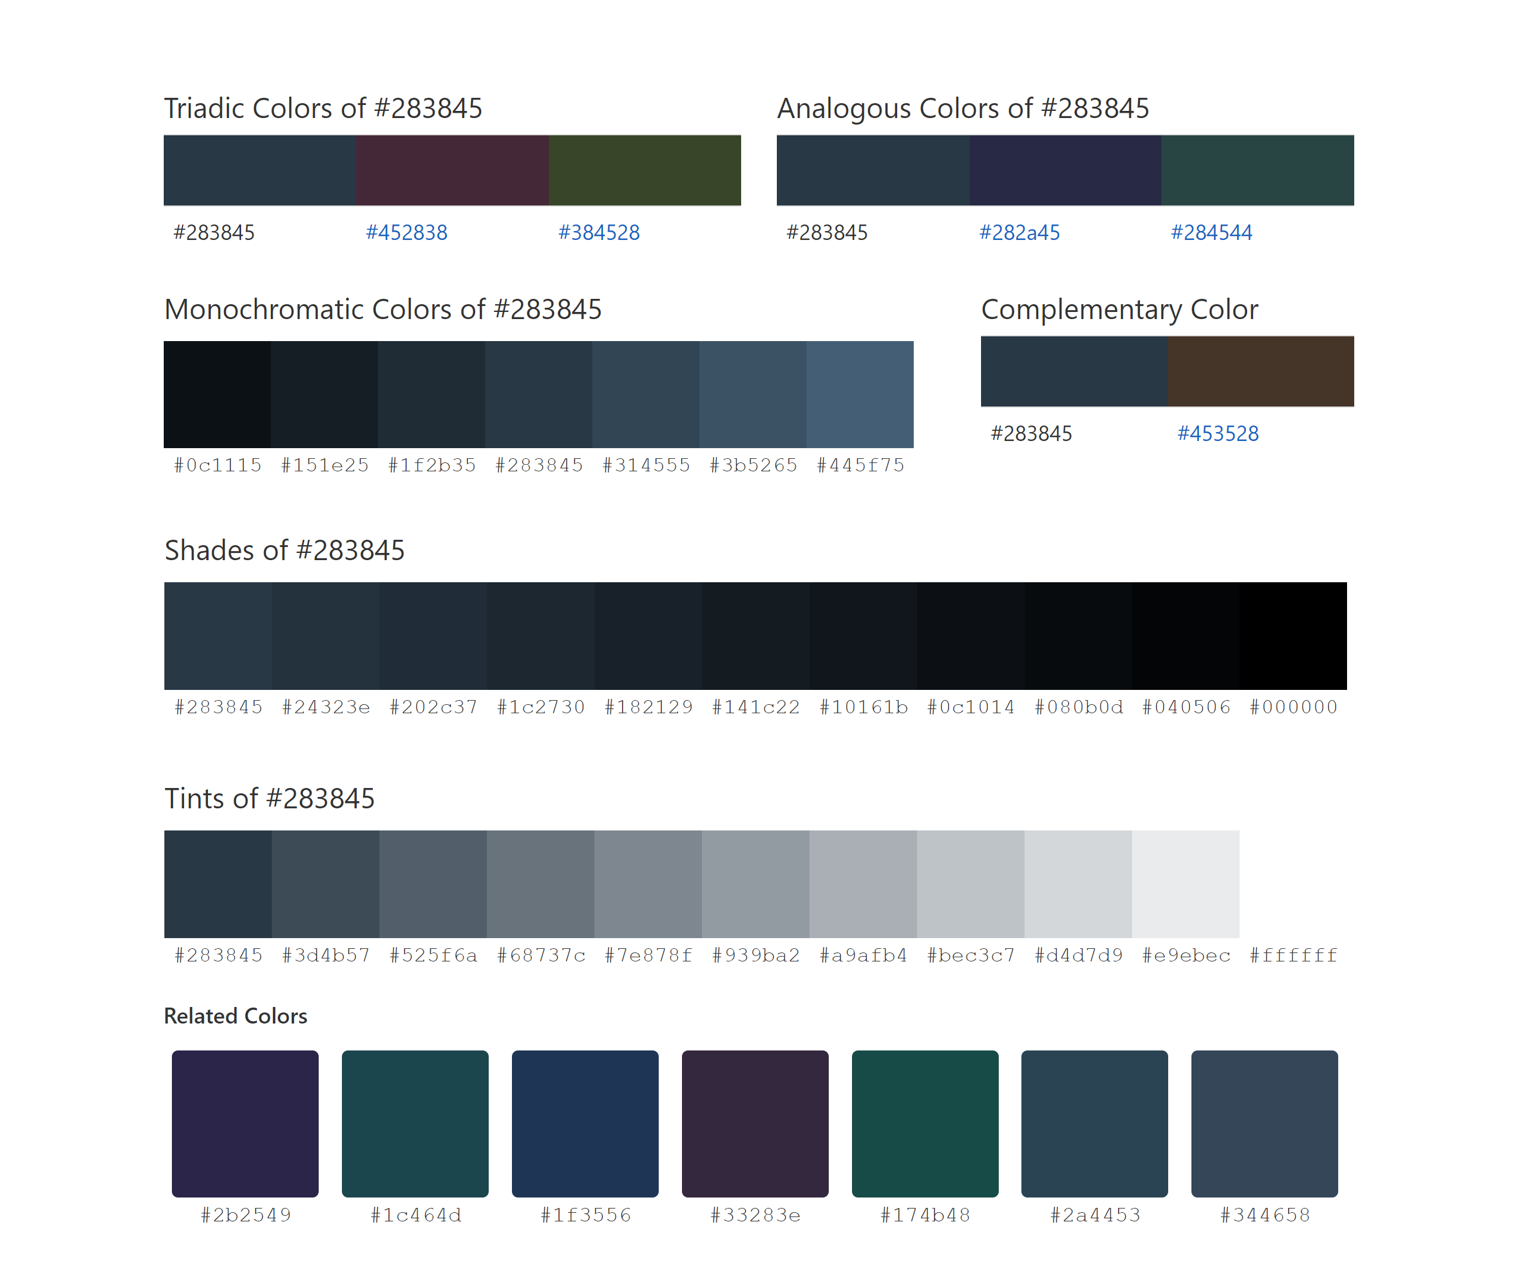 Triadic Colors of #283845
Analogous Colors of #283845
#283845 #452838 #384528
#283845 #282a45 #284544
Monochromatic Colors of #283845
Complementary Color
#283845 #453528
#0c1115 #151e25 #1f2b35 #283845 #314555 #3b5265 #445f75
Shades of #283845
#283845 #24323e #202c37 #1c2730 #182129 #141c22 #10161b #0c1014 #080b0d #040506 #000000
Tints of #283845
#283845 #3d4b57 #525f6a #68737c #7e878f #939ba2 #a9afb4 #bec3c7 #d4d7d9 #e9ebec #ffffff
Related Colors
#2b2549 #1c464d #1f3556 #33283e #174b48 #2a4453 #344658